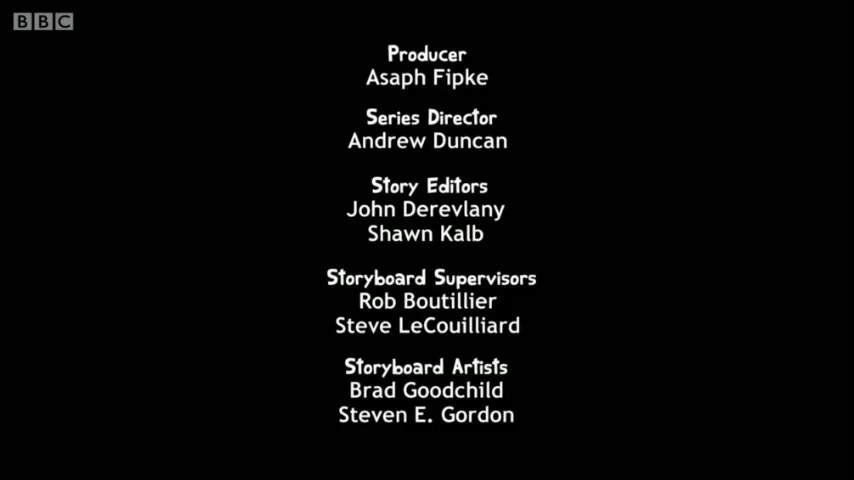 BBC
Producer
Asaph Fipke
Series Director
Andrew Duncan
Story Editors
John Derevlany
Shawn Kalb
Storyboard Supervisors
Rob Boutillier
Steve LeCouilliard
Storyboard Artists
Brad Goodchild
Steven E. Gordon